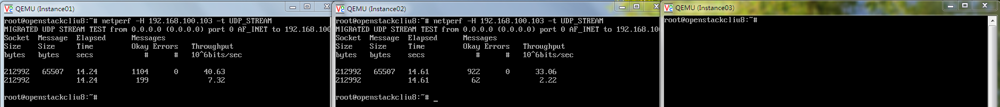 QEMU (Instance01)
root@openstackcliu8:~# netperf -H 192.168.100.103 -t UDP_STREAM
MIGRATED UDP STREAM TEST from 0.0.0.0 (0.0.0.0) port 0 AF_INET to 192.168.100
Socket Message Elapsed Messages
Size Size Time Okay Errors Throughput
bytes bytes secs # # 10^6bits/sec
212992 65507 14.24 1104 0 40.63
212992 14.24 199 7.32
root@openstackcliu8:~#
QEMU (Instance02)
root@openstackcliu8:~# netperf -H 192.168.100.103 -t UDP_STREAM
MIGRATED UDP STREAM TEST from 0.0.0.0 (0.0.0.0) port 0 AF_INET to 192.168.10
Socket Message Elapsed Messages
Size Size Time Okay Errors Throughput
bytes bytes secs # # 10^6bits/sec
212992 65507 14.61 922 0 33.06
212992 14.61 62 2.22
root@openstackcliu8:~# _
QEMU (Instance03)
root@openstackcliu8:~#